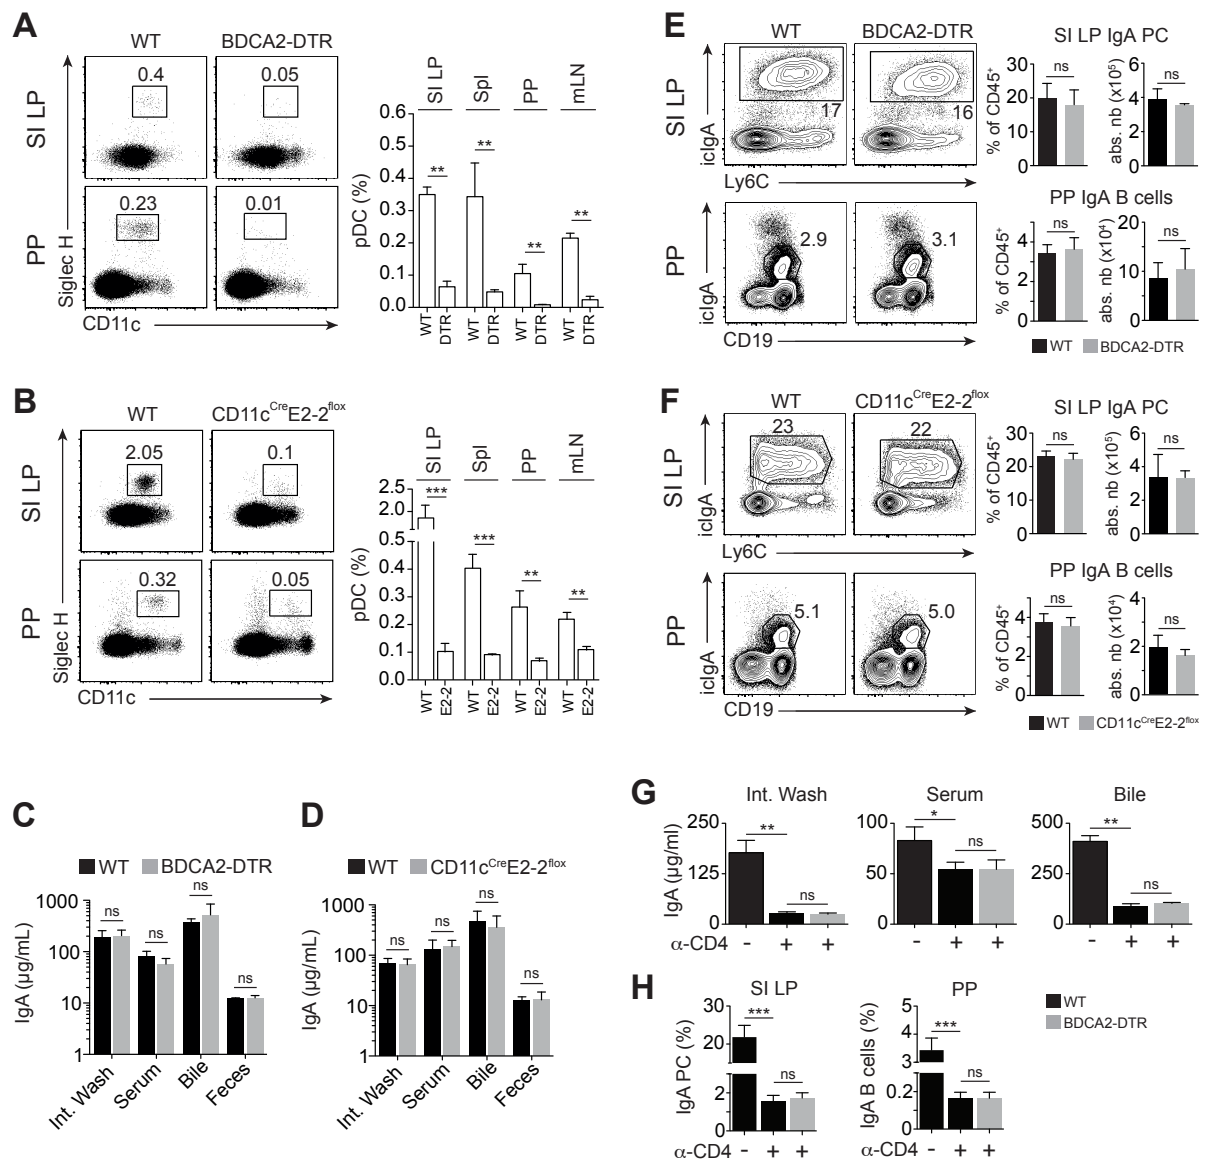 A
WT
BDCA2-DTR
SI LP
0.4
0.05
PP
0.23
0.01
Siglec H
CD11c
SI LP
Spl
PP
mLN
pDC (%)
0.6
0.5
0.4
0.3
0.2
0.1
0.0
**
**
**
**
WT
DTR
WT
DTR
WT
DTR
WT
DTR
B
WT
CD11cCreE2-2flox
SI LP
2.05
0.1
PP
0.32
0.05
Siglec H
CD11c
SI LP
Spl
PP
mLN
pDC (%)
2.5
2.0
1.5
0.5
0.4
0.3
0.2
0.1
0.0
***
***
**
**
WT
E2-2
WT
E2-2
WT
E2-2
WT
E2-2
C
WT
BDCA2-DTR
IgA (µg/mL)
1000
100
10
1
ns
ns
ns
ns
Int. Wash
Serum
Bile
Feces
D
WT
CD11cCreE2-2flox
IgA (µg/mL)
1000
100
10
1
ns
ns
ns
ns
Int. Wash
Serum
Bile
Feces
E
WT
BDCA2-DTR
SI LP
17
16
icIgA
Ly6C
PP
2.9
3.1
icIgA
CD19
SI LP IgA PC
% of CD45+
30
20
10
0
ns
abs. nb (x105)
6
4
2
0
ns
PP IgA B cells
% of CD45+
4
2
0
ns
abs. nb (x104)
20
10
0
ns
WT
BDCA2-DTR
F
WT
CD11cCreE2-2flox
SI LP
23
22
icIgA
Ly6C
PP
5.1
5.0
icIgA
CD19
SI LP IgA PC
% of CD45+
30
20
10
0
ns
abs. nb (x105)
6
4
2
0
ns
PP IgA B cells
% of CD45+
4
2
0
ns
abs. nb (x104)
4
2
0
ns
WT
CD11cCreE2-2flox
G
Int. Wash
Serum
Bile
IgA (µg/ml)
250
125
0
**
ns
100
50
0
*
ns
500
250
0
**
ns
α-CD4
-
+
+
-
+
+
-
+
+
H
SI LP
PP
IgA PC (%)
30
20
2
0
***
ns
IgA B cells (%)
5
4
3
0.2
0
***
ns
α-CD4
-
+
+
α-CD4
-
+
+
WT
BDCA2-DTR